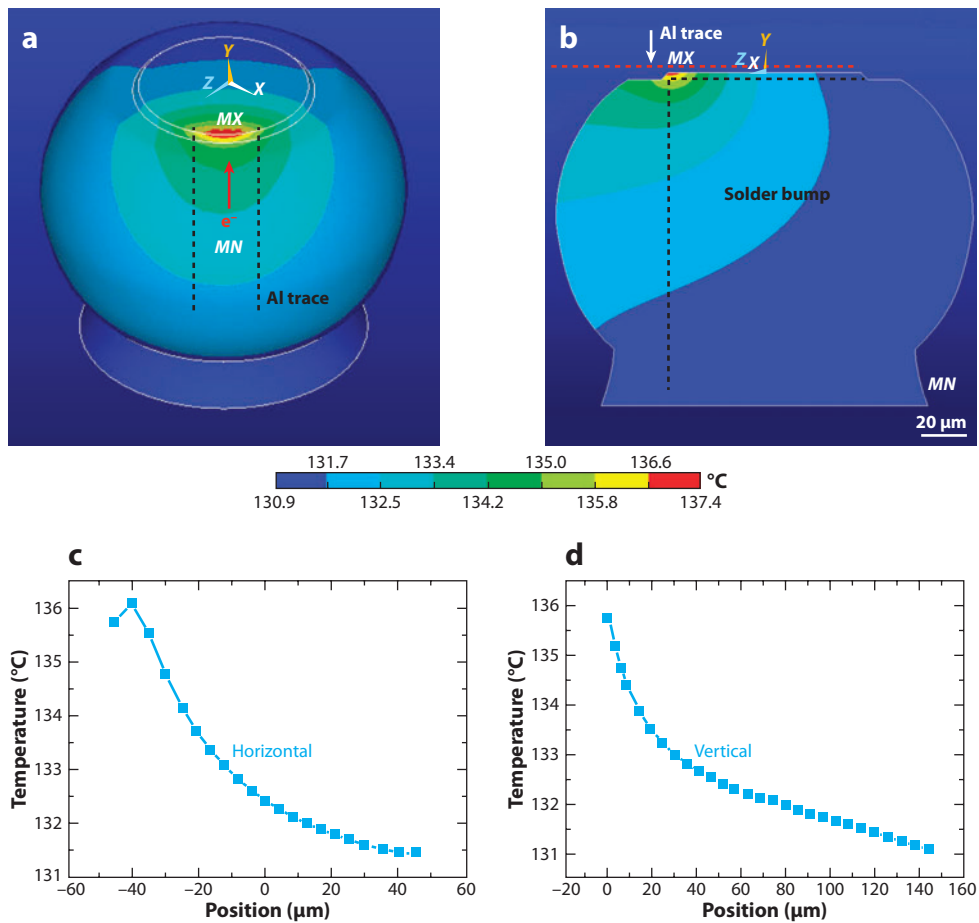 a
Y
Z
X
MX
e–
MN
Al trace
b
Al trace
Y
MX
Z
X
Solder bump
MN
20 µm
131.7 133.4 135.0 136.6
°C
130.9 132.5 134.2 135.8 137.4
c
136
135
134
133
132
131
–60 –40 –20 0 20 40 60
Temperature (°C)
Horizontal
Position (µm)
d
136
135
134
133
132
131
–20 0 20 40 60 80 100 120 140 160
Temperature (°C)
Vertical
Position (µm)